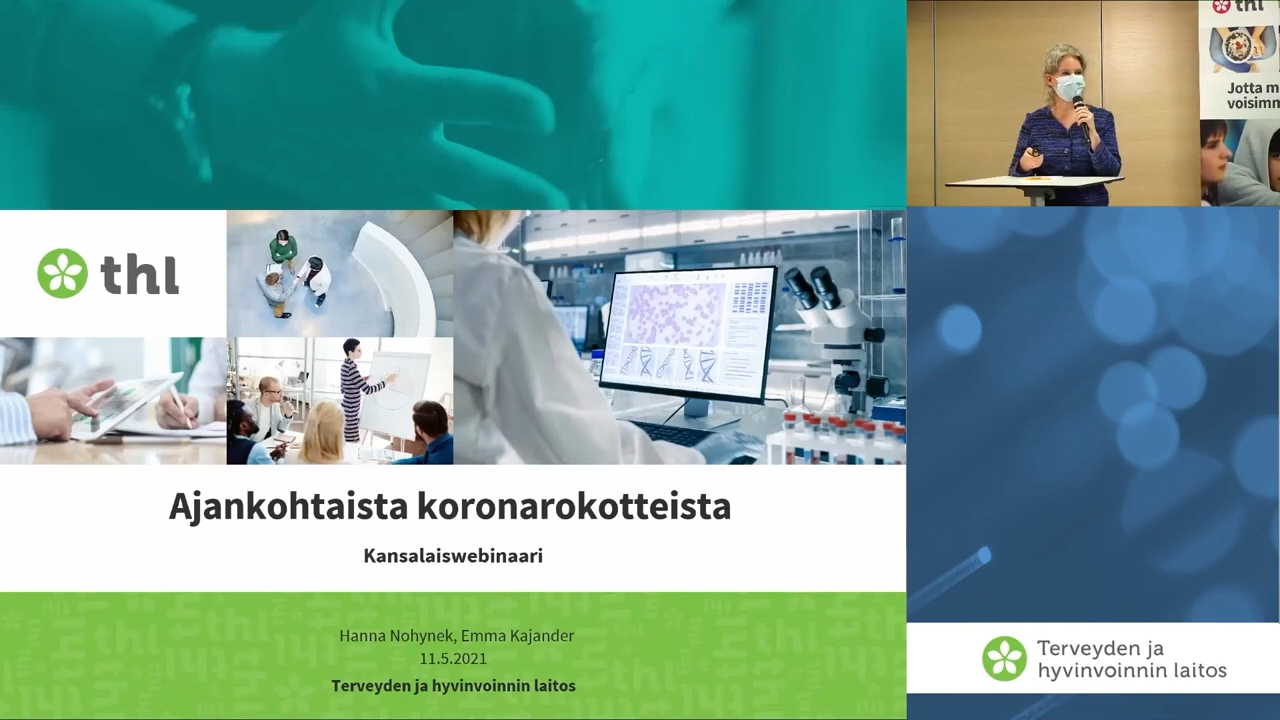 thl
Ajankohtaista koronarokotteista
Kansalaiswebinaari
Hanna Nohynek, Emma Kajander
11.5.2021
Terveyden ja hyvinvoinnin laitos
thl
Jotta m
voisimm
Terveyden ja
hyvinvoinnin laitos